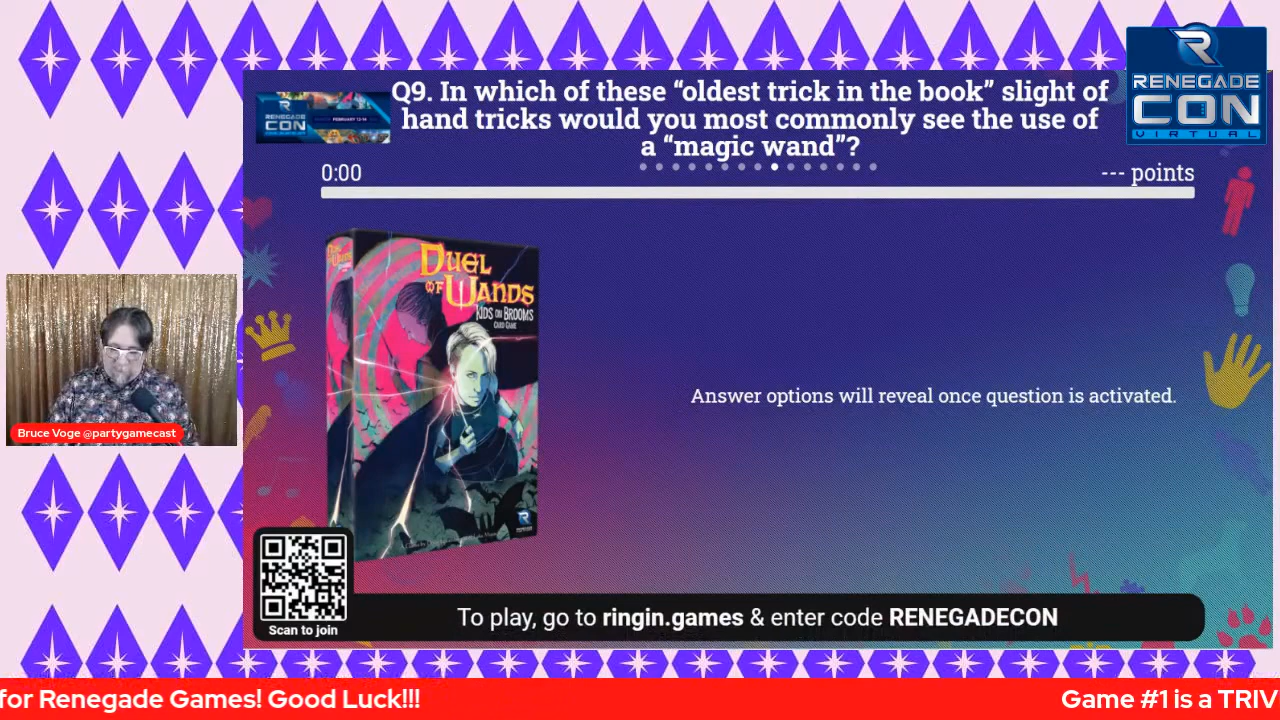 RENEGADE
CON
VIRTUAL
RENEGADE
CON
Q9. In which of these “oldest trick in the book” slight of
hand tricks would you most commonly see the use of
a “magic wand”?
0:00
--- points
DUEL
OF WANDS
KIDS ON BROOMS
CARD GAME
Answer options will reveal once question is activated.
Bruce Voge @partygamecast
Scan to join
To play, go to ringin.games & enter code RENEGADECON
for Renegade Games! Good Luck!!!
Game #1 is a TRIV